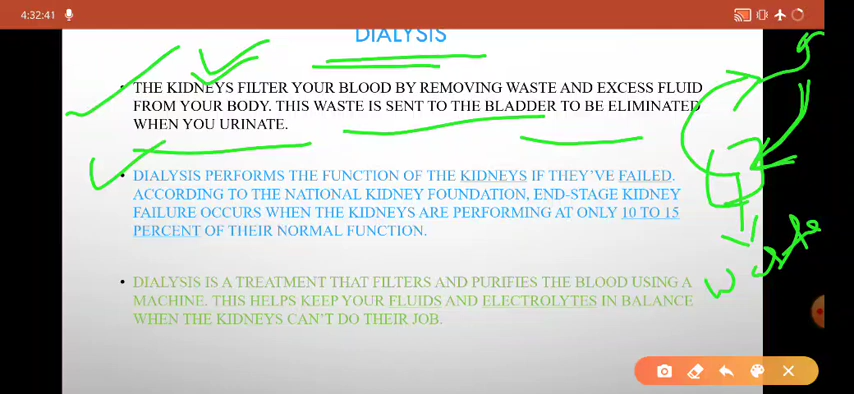 4:32:41
DIALYSIS
• THE KIDNEYS FILTER YOUR BLOOD BY REMOVING WASTE AND EXCESS FLUID
FROM YOUR BODY. THIS WASTE IS SENT TO THE BLADDER TO BE ELIMINATED
WHEN YOU URINATE.
• DIALYSIS PERFORMS THE FUNCTION OF THE KIDNEYS IF THEY'VE FAILED.
ACCORDING TO THE NATIONAL KIDNEY FOUNDATION, END-STAGE KIDNEY
FAILURE OCCURS WHEN THE KIDNEYS ARE PERFORMING AT ONLY 10 TO 15
PERCENT OF THEIR NORMAL FUNCTION.
waste
• DIALYSIS IS A TREATMENT THAT FILTERS AND PURIFIES THE BLOOD USING A
MACHINE. THIS HELPS KEEP YOUR FLUIDS AND ELECTROLYTES IN BALANCE
WHEN THE KIDNEYS CAN'T DO THEIR JOB.